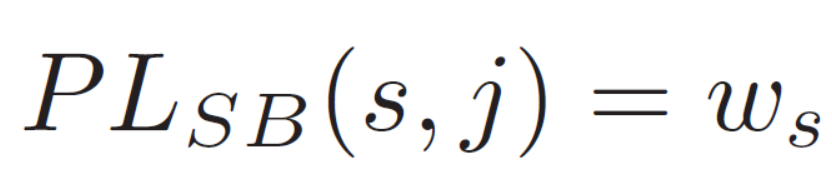 $PL_{SB}(s, j) = w_s$